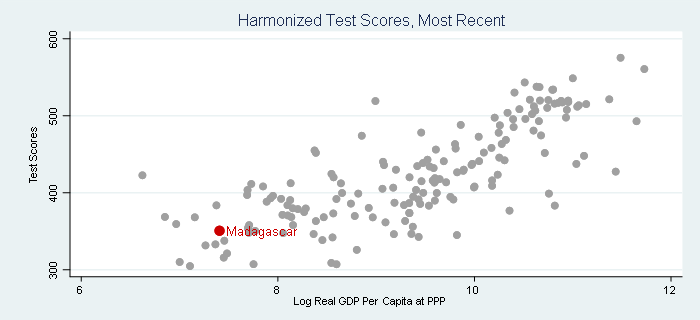 Harmonized Test Scores, Most Recent
600
500
400
300
Test Scores
Madagascar
6
8
10
12
Log Real GDP Per Capita at PPP